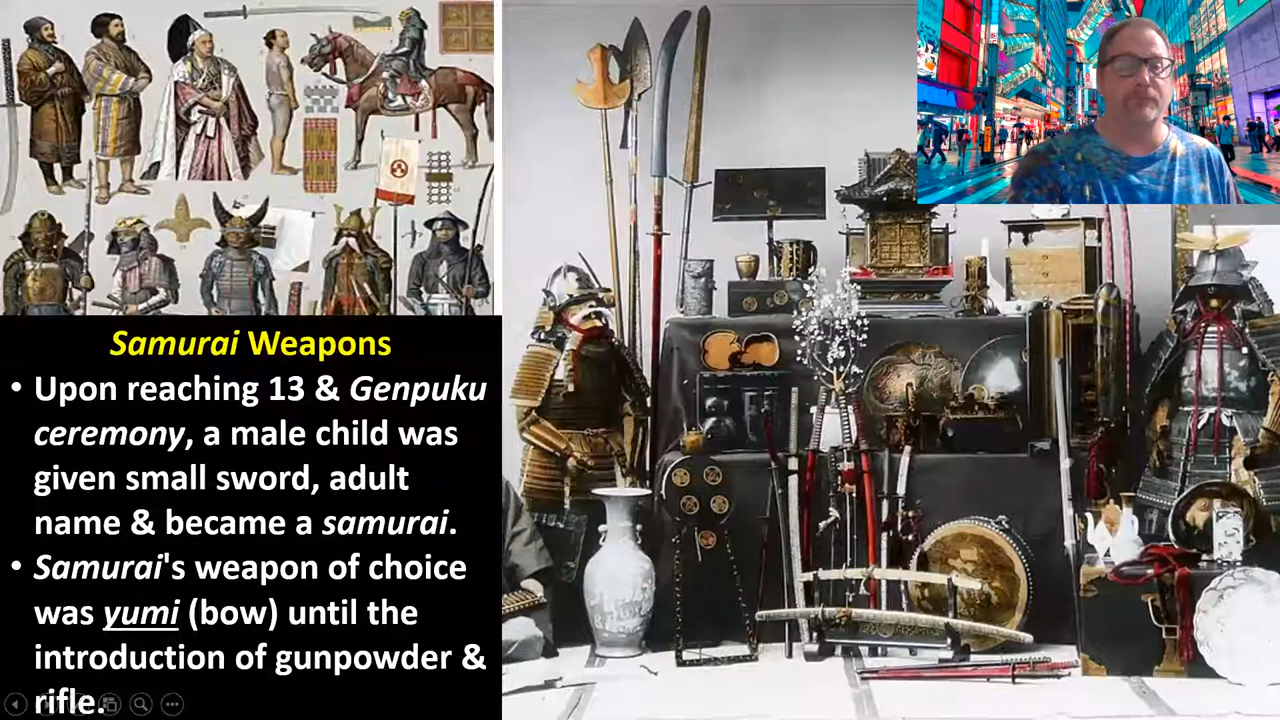 Samurai Weapons
• Upon reaching 13 & Genpuku
ceremony, a male child was
given small sword, adult
name & became a samurai.
• Samurai's weapon of choice
was yumi (bow) until the
introduction of gunpowder &
rifle.